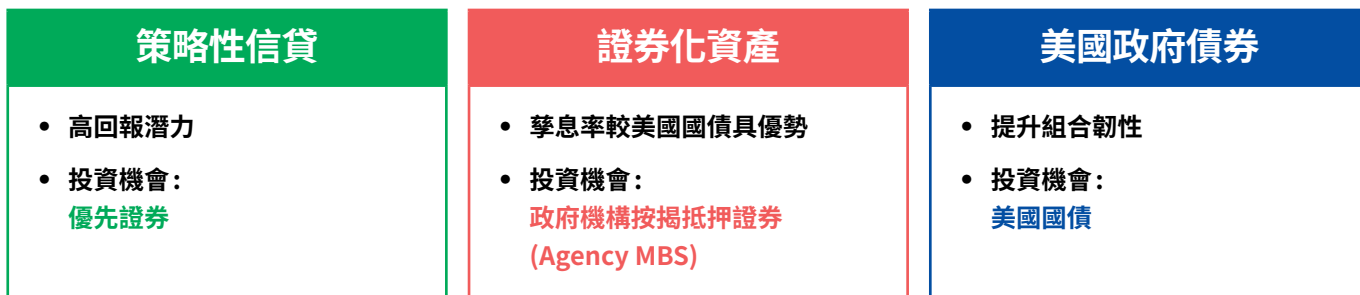 策略性信貸
• 高回報潛力
• 投資機會：
優先證券
證券化資產
• 孳息率較美國國債具優勢
• 投資機會：
政府機構按揭抵押證券
(Agency MBS)
美國政府債券
• 提升組合韌性
• 投資機會：
美國國債